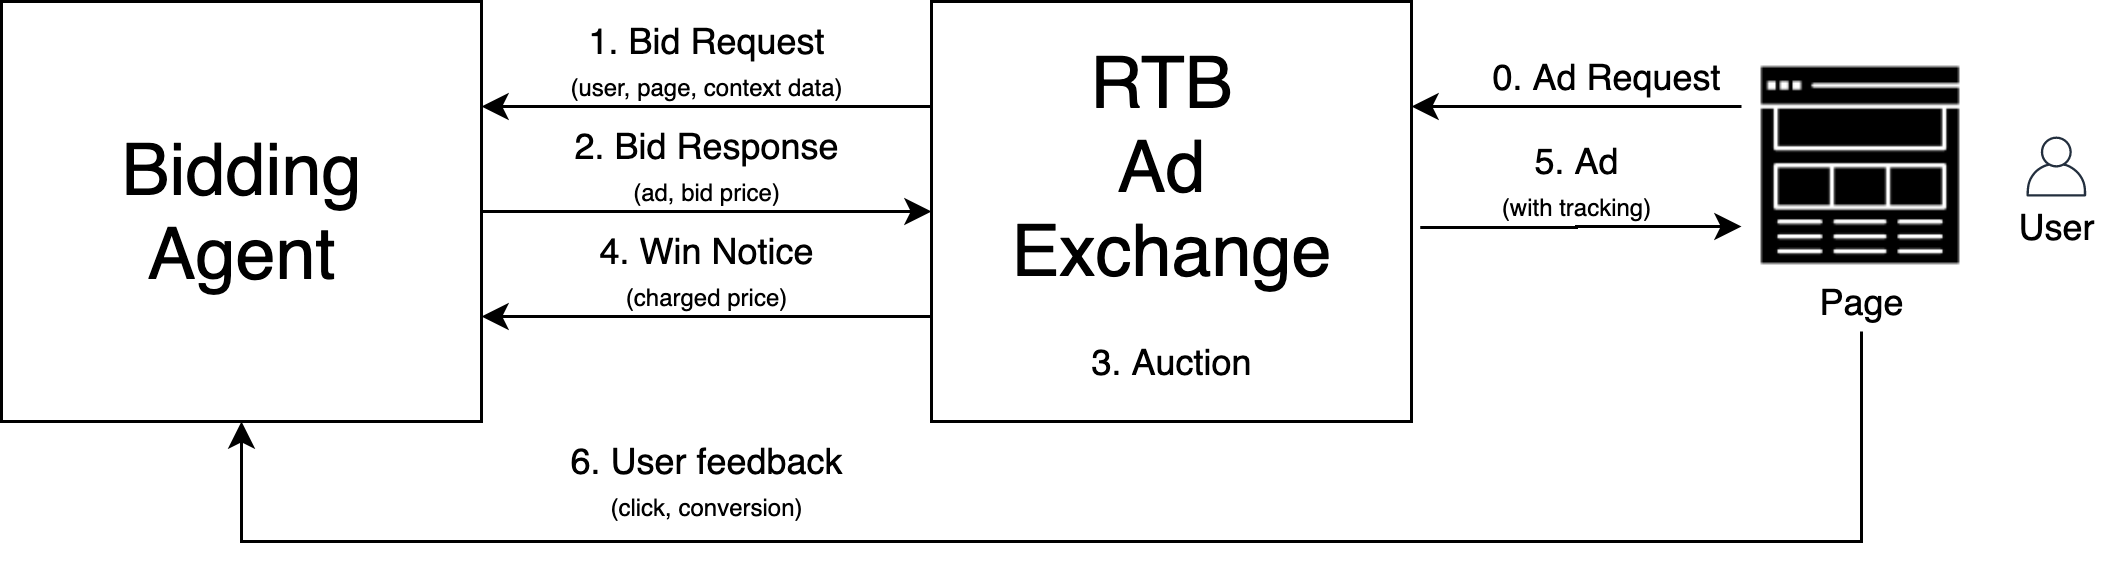 Bidding
Agent
1. Bid Request
(user, page, context data)
2. Bid Response
(ad, bid price)
4. Win Notice
(charged price)
RTB
Ad
Exchange
3. Auction
0. Ad Request
5. Ad
(with tracking)
Page
User
6. User feedback
(click, conversion)